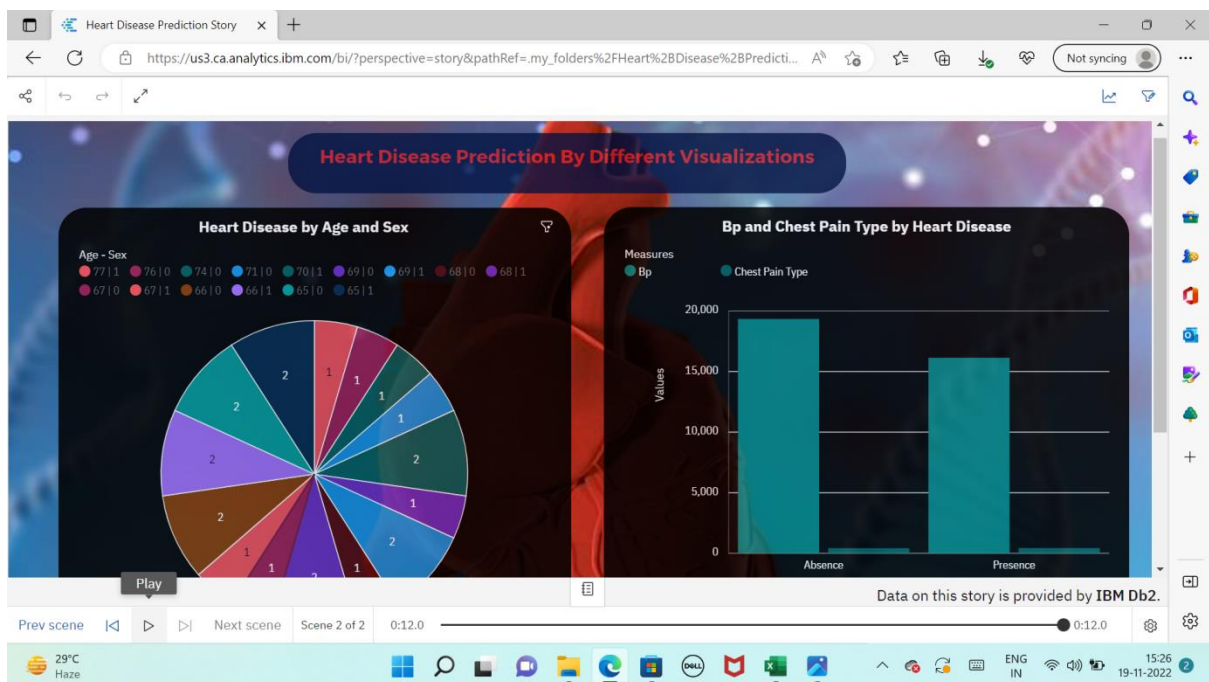 Heart Disease Prediction Story
https://us3.ca.analytics.ibm.com/bi/?perspective=story&pathRef=.my_folders%2FHeart%2BDisease%2BPredicti...
Not syncing
Heart Disease Prediction By Different Visualizations
Heart Disease by Age and Sex
Age - Sex
77|1 76|0 74|0 71|0 70|1 69|0 69|1 68|0 68|1
67|0 67|1 66|0 66|1 65|0 65|1
2 1 1 1 1 2 1 2 1 2 1 1 2 2 2
Bp and Chest Pain Type by Heart Disease
Measures
Bp Chest Pain Type
20,000
15,000
10,000
5,000
0
Values
Absence Presence
Play
Data on this story is provided by IBM Db2.
Prev scene Next scene Scene 2 of 2 0:12.0 0:12.0
29°C
Haze
DELL
ENG
IN
15:26
19-11-2022
2